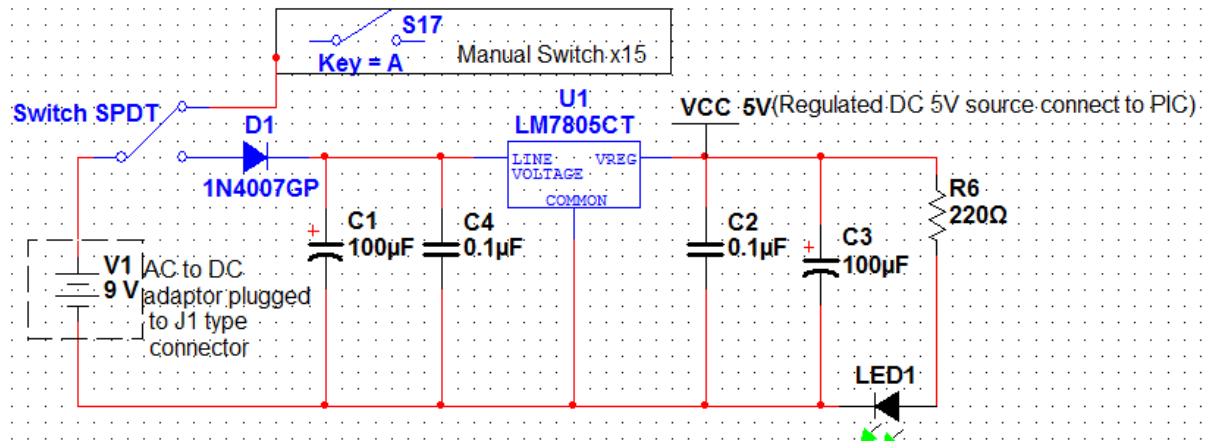 S17
Key = A
Manual Switch x15
Switch SPDT
D1
1N4007GP
U1
LM7805CT
LINE VREG
VOLTAGE
COMMON
VCC 5V(Regulated DC 5V source connect to PIC)
R6
220Ω
+
C1
100µF
C4
0.1µF
C2
0.1µF
+
C3
100µF
V1
9 V
AC to DC
adaptor plugged
to J1 type
connector
LED1